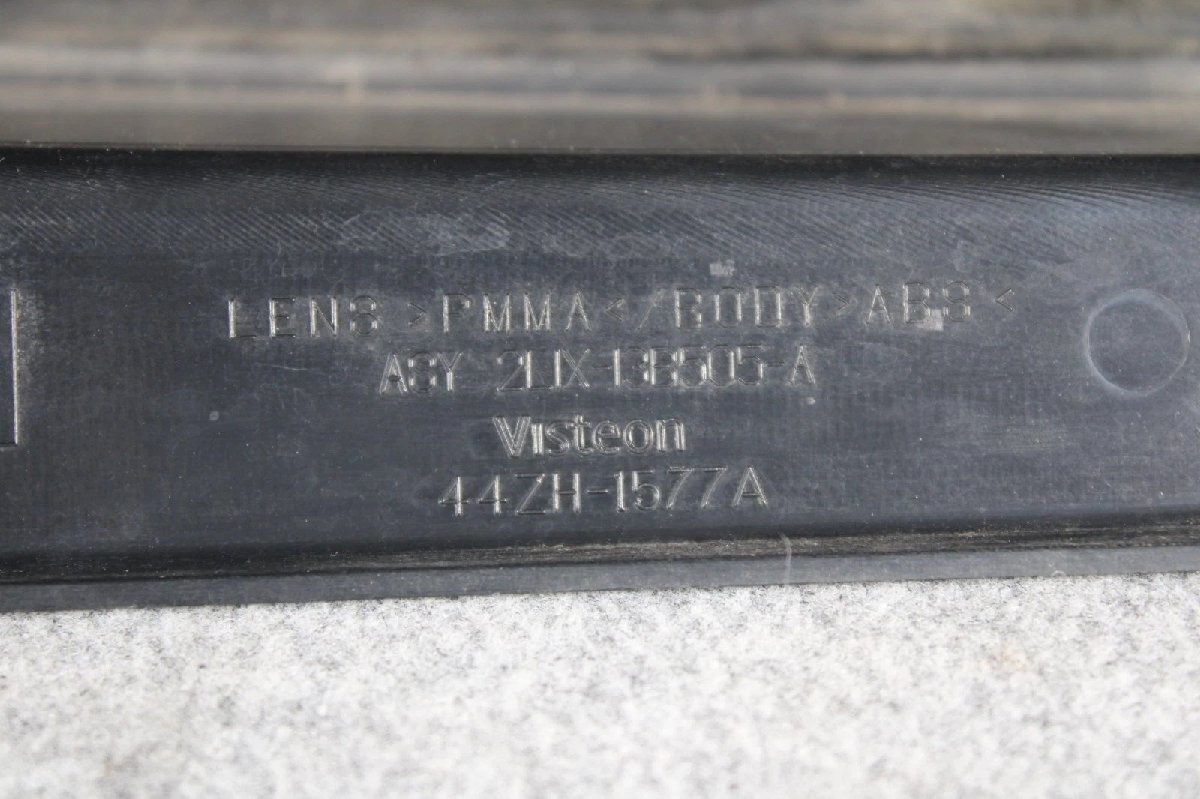 LENS >PMMA< /BODY >ABS<
ASY 2L1X-13B505-A
Visteon
44ZH-1577A